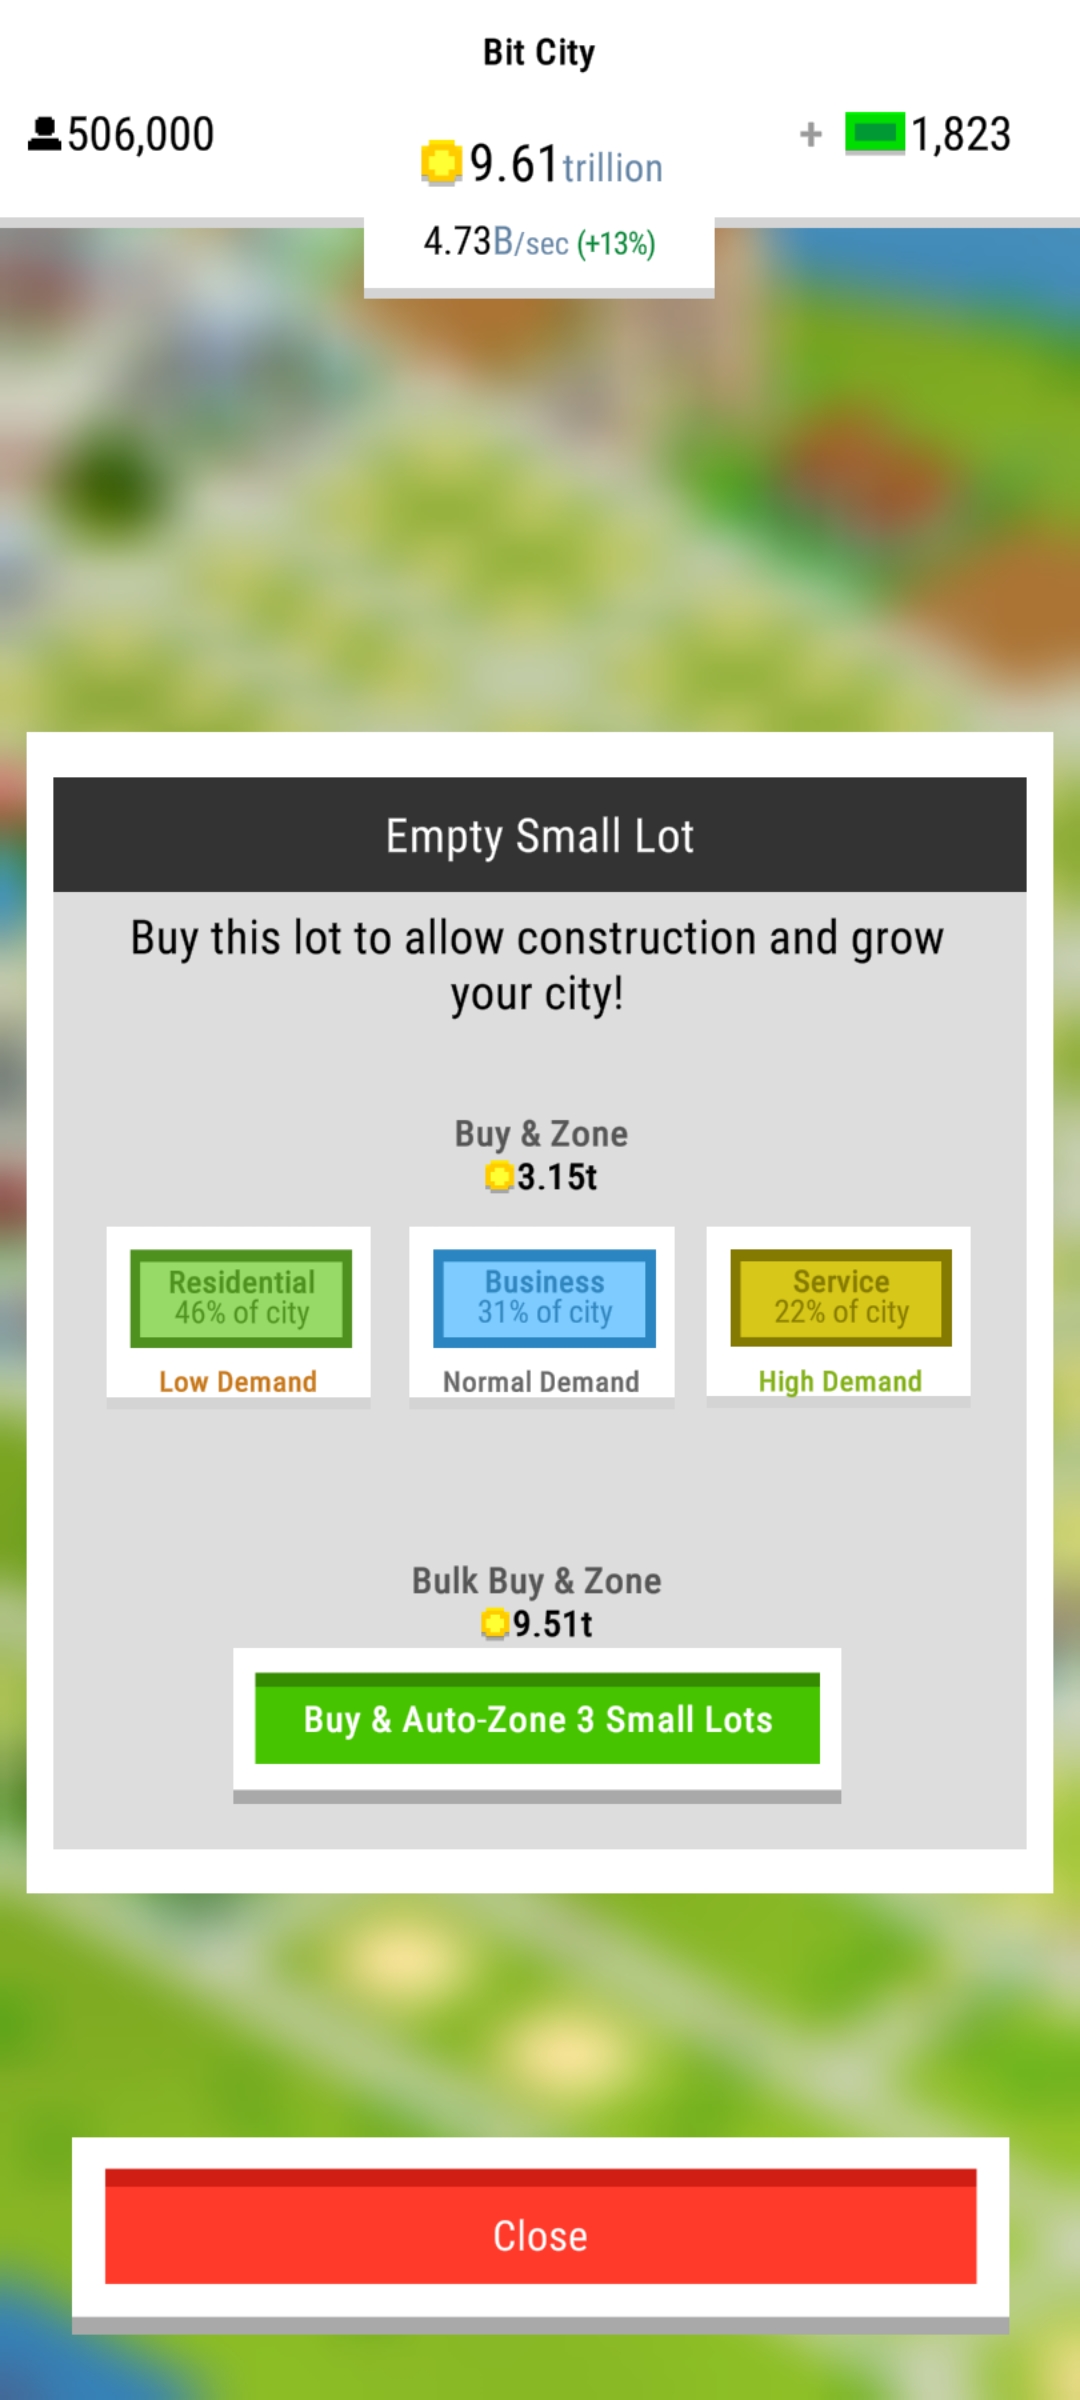 Bit City
506,000
9.61 trillion
+ 1,823
4.73B/sec (+13%)
Empty Small Lot
Buy this lot to allow construction and grow
your city!
Buy & Zone
3.15t
Residential
46% of city
Low Demand
Business
31% of city
Normal Demand
Service
22% of city
High Demand
Bulk Buy & Zone
9.51t
Buy & Auto-Zone 3 Small Lots
Close